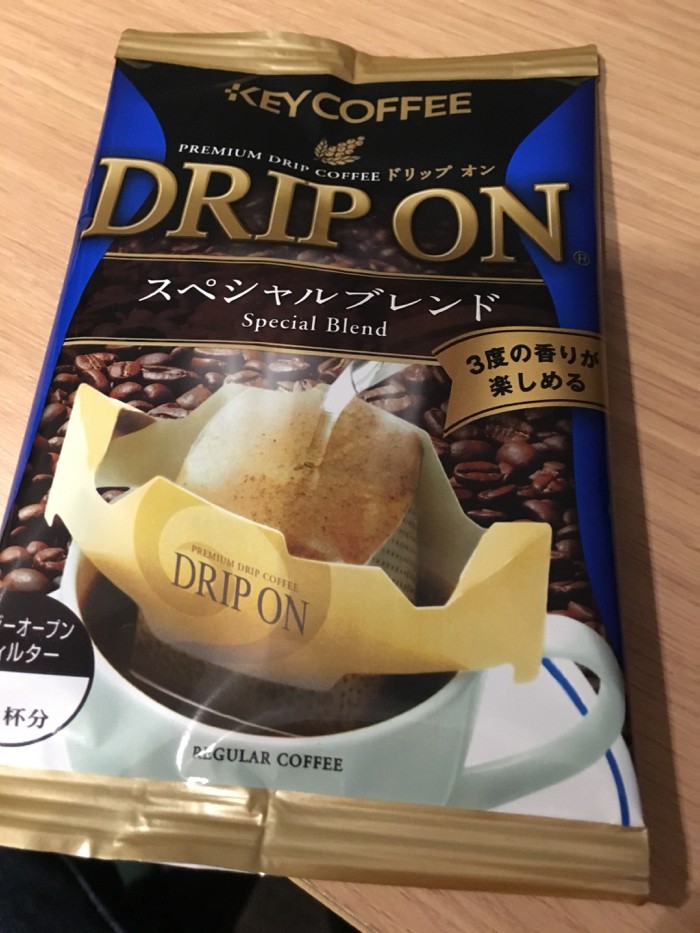 KEY COFFEE
PREMIUM DRIP COFFEE ドリップ オン
DRIP ON®
スペシャルブレンド
Special Blend
3度の香りが
楽しめる
PREMIUM DRIP COFFEE
DRIP ON
ーオープン
ィルター
杯分
REGULAR COFFEE